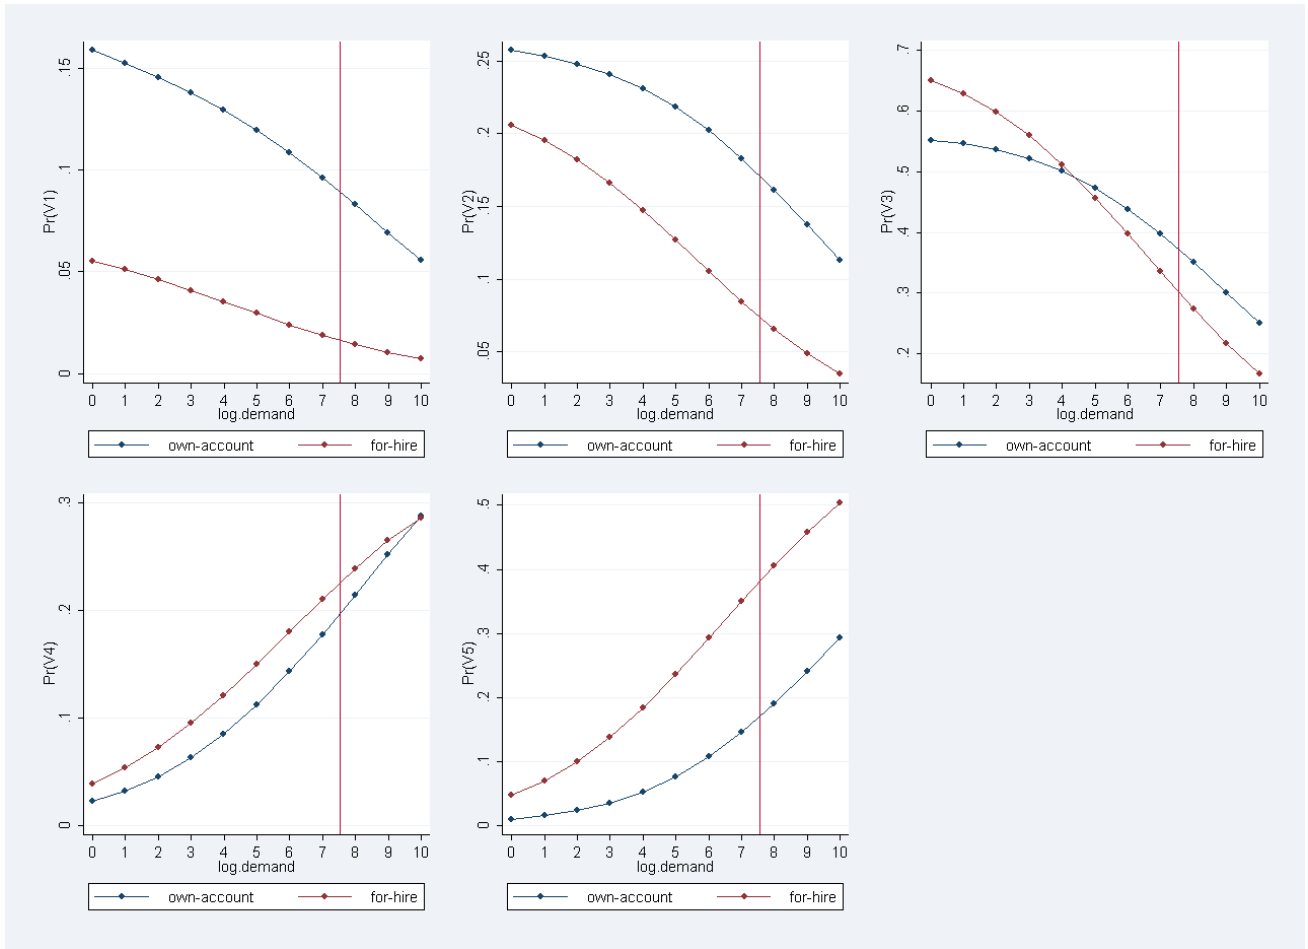 Pr(V1)
.15
.1
.05
0
0 1 2 3 4 5 6 7 8 9 10
log.demand
own-account for-hire
Pr(V2)
.25
.2
.15
.1
.05
0 1 2 3 4 5 6 7 8 9 10
log.demand
own-account for-hire
Pr(V3)
.7
.6
.5
.4
.3
.2
0 1 2 3 4 5 6 7 8 9 10
log.demand
own-account for-hire
Pr(V4)
.3
.2
.1
0
0 1 2 3 4 5 6 7 8 9 10
log.demand
own-account for-hire
Pr(V5)
.5
.4
.3
.2
.1
0
0 1 2 3 4 5 6 7 8 9 10
log.demand
own-account for-hire